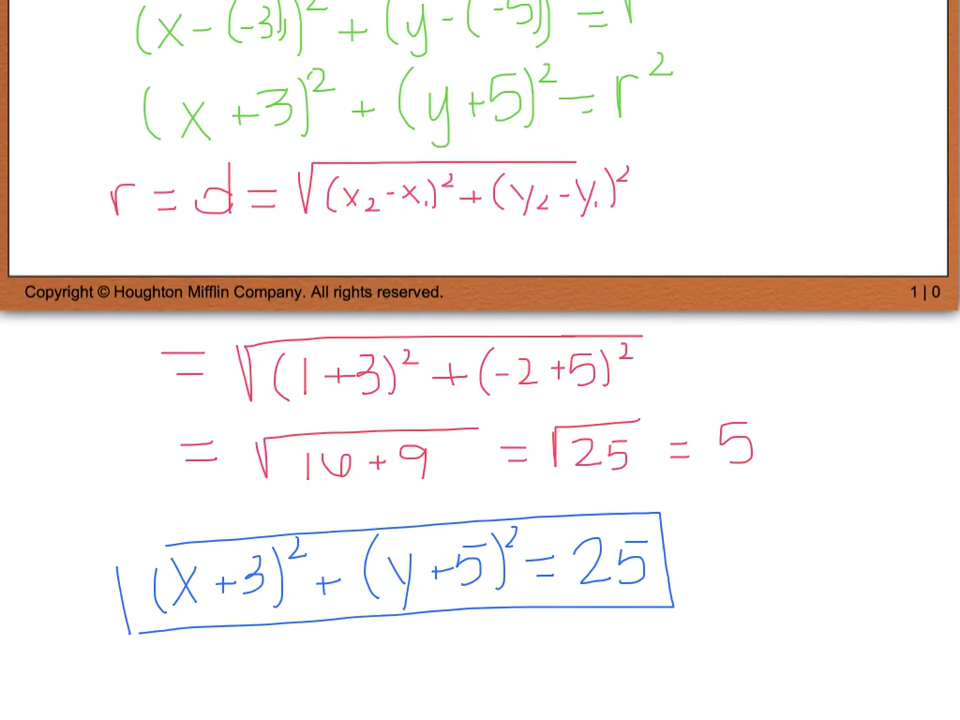 (x-(-3))² + (y-(-5))² = r
(x+3)² + (y+5)² = r²
r = d = √(x₂-x₁)² + (y₂-y₁)²
Copyright © Houghton Mifflin Company. All rights reserved. 1 | 0
= √(1+3)² + (-2+5)²
= √16+9 = √25 = 5
(x+3)² + (y+5)² = 25